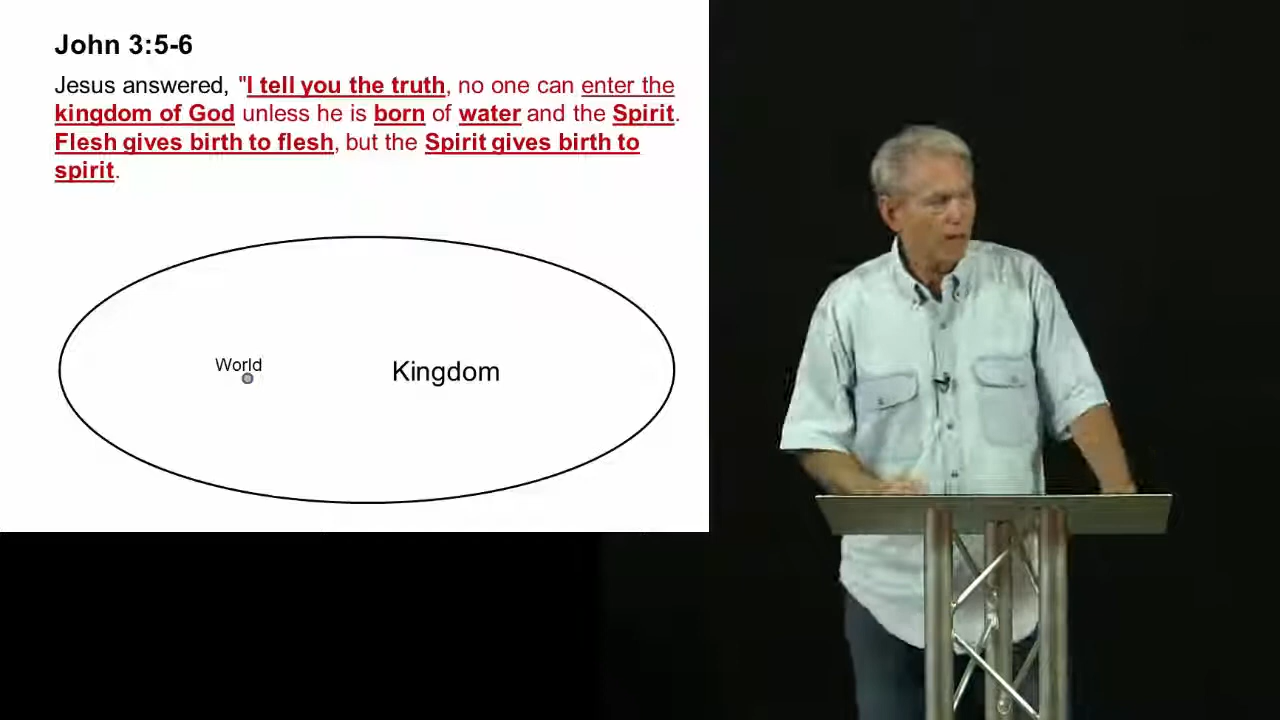 John 3:5-6
Jesus answered, "I tell you the truth, no one can enter the
kingdom of God unless he is born of water and the Spirit.
Flesh gives birth to flesh, but the Spirit gives birth to
spirit.
World
Kingdom